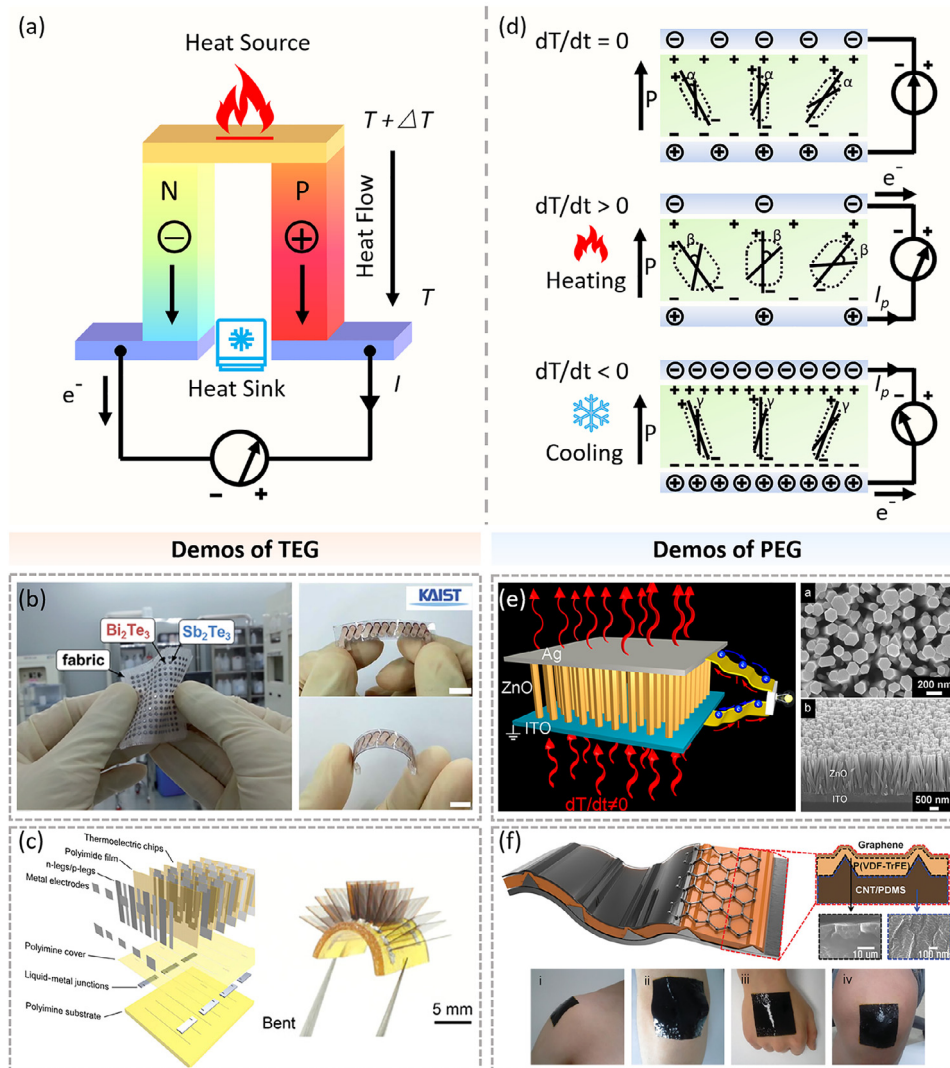 (a)
Heat Source
T + △T
N
P
Heat Flow
T
Heat Sink
e⁻
I
- +
(d)
dT/dt = 0
P
α α α
dT/dt > 0
Heating
P
β β β
e⁻
Iₚ
dT/dt < 0
Cooling
P
γ γ γ
Iₚ
e⁻
Demos of TEG
Demos of PEG
(b)
Bi₂Te₃ Sb₂Te₃
fabric
KAIST
(c)
Thermoelectric chips
Polyimide film
n-legs/p-legs
Metal electrodes
Polyimine cover
Liquid-metal junctions
Polyimine substrate
Bent
5 mm
(e)
Ag
ZnO
ITO
dT/dt≠0
a
200 nm
b
ZnO
ITO
500 nm
(f)
Graphene
P(VDF-TrFE)
CNT/PDMS
10 um
100 nm
i
ii
iii
iv